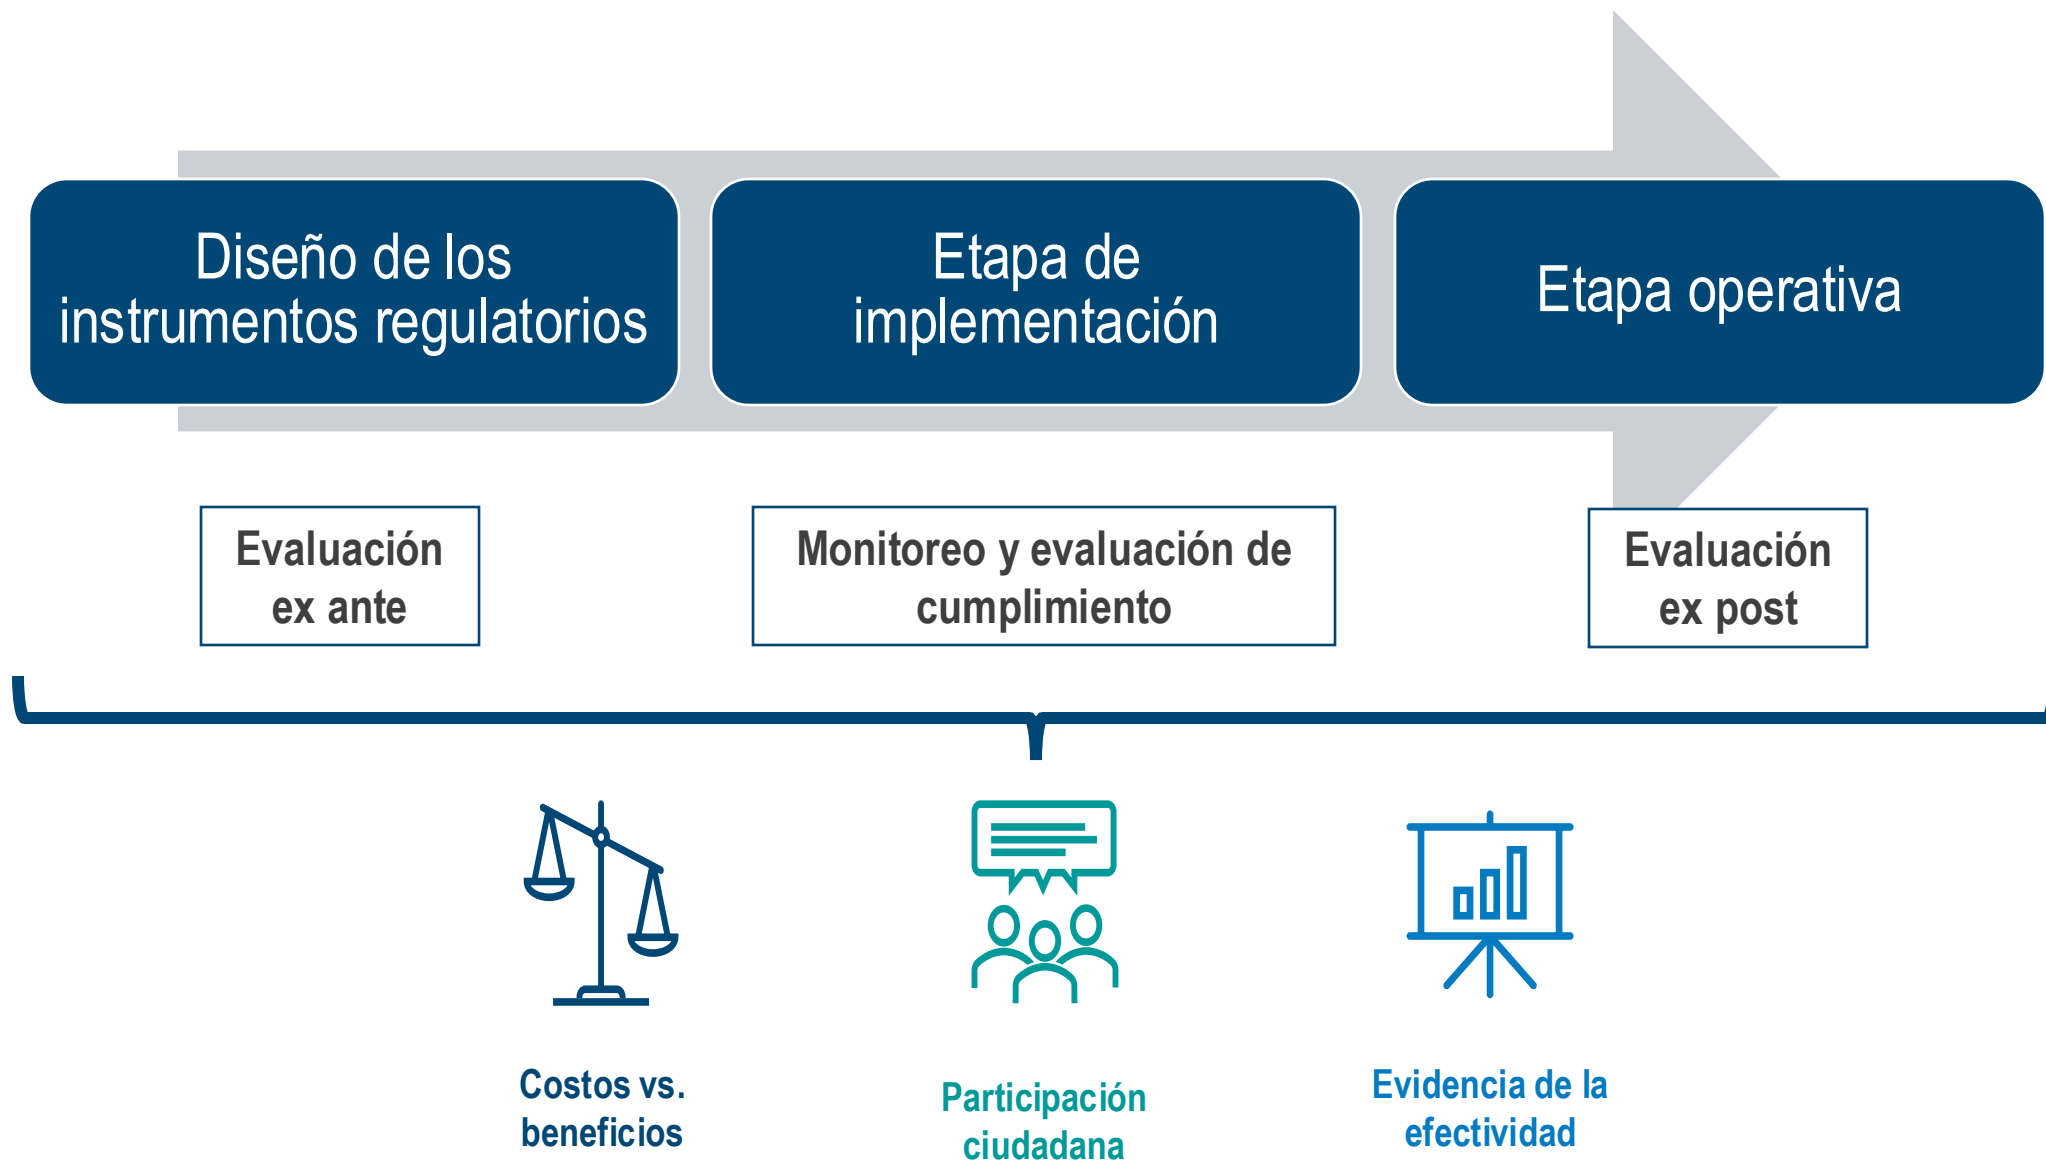 Diseño de los
instrumentos regulatorios
Etapa de
implementación
Etapa operativa
Evaluación
ex ante
Monitoreo y evaluación de
cumplimiento
Evaluación
ex post
Costos vs.
beneficios
Participación
ciudadana
Evidencia de la
efectividad